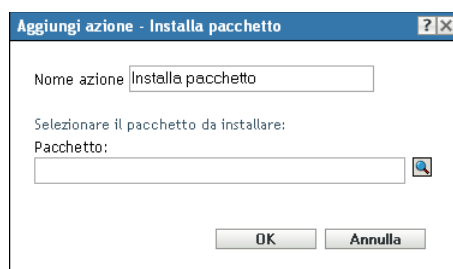 Aggiungi azione - Installa pacchetto ? X
Nome azione Installa pacchetto
Selezionare il pacchetto da installare:
Pacchetto:
OK Annulla